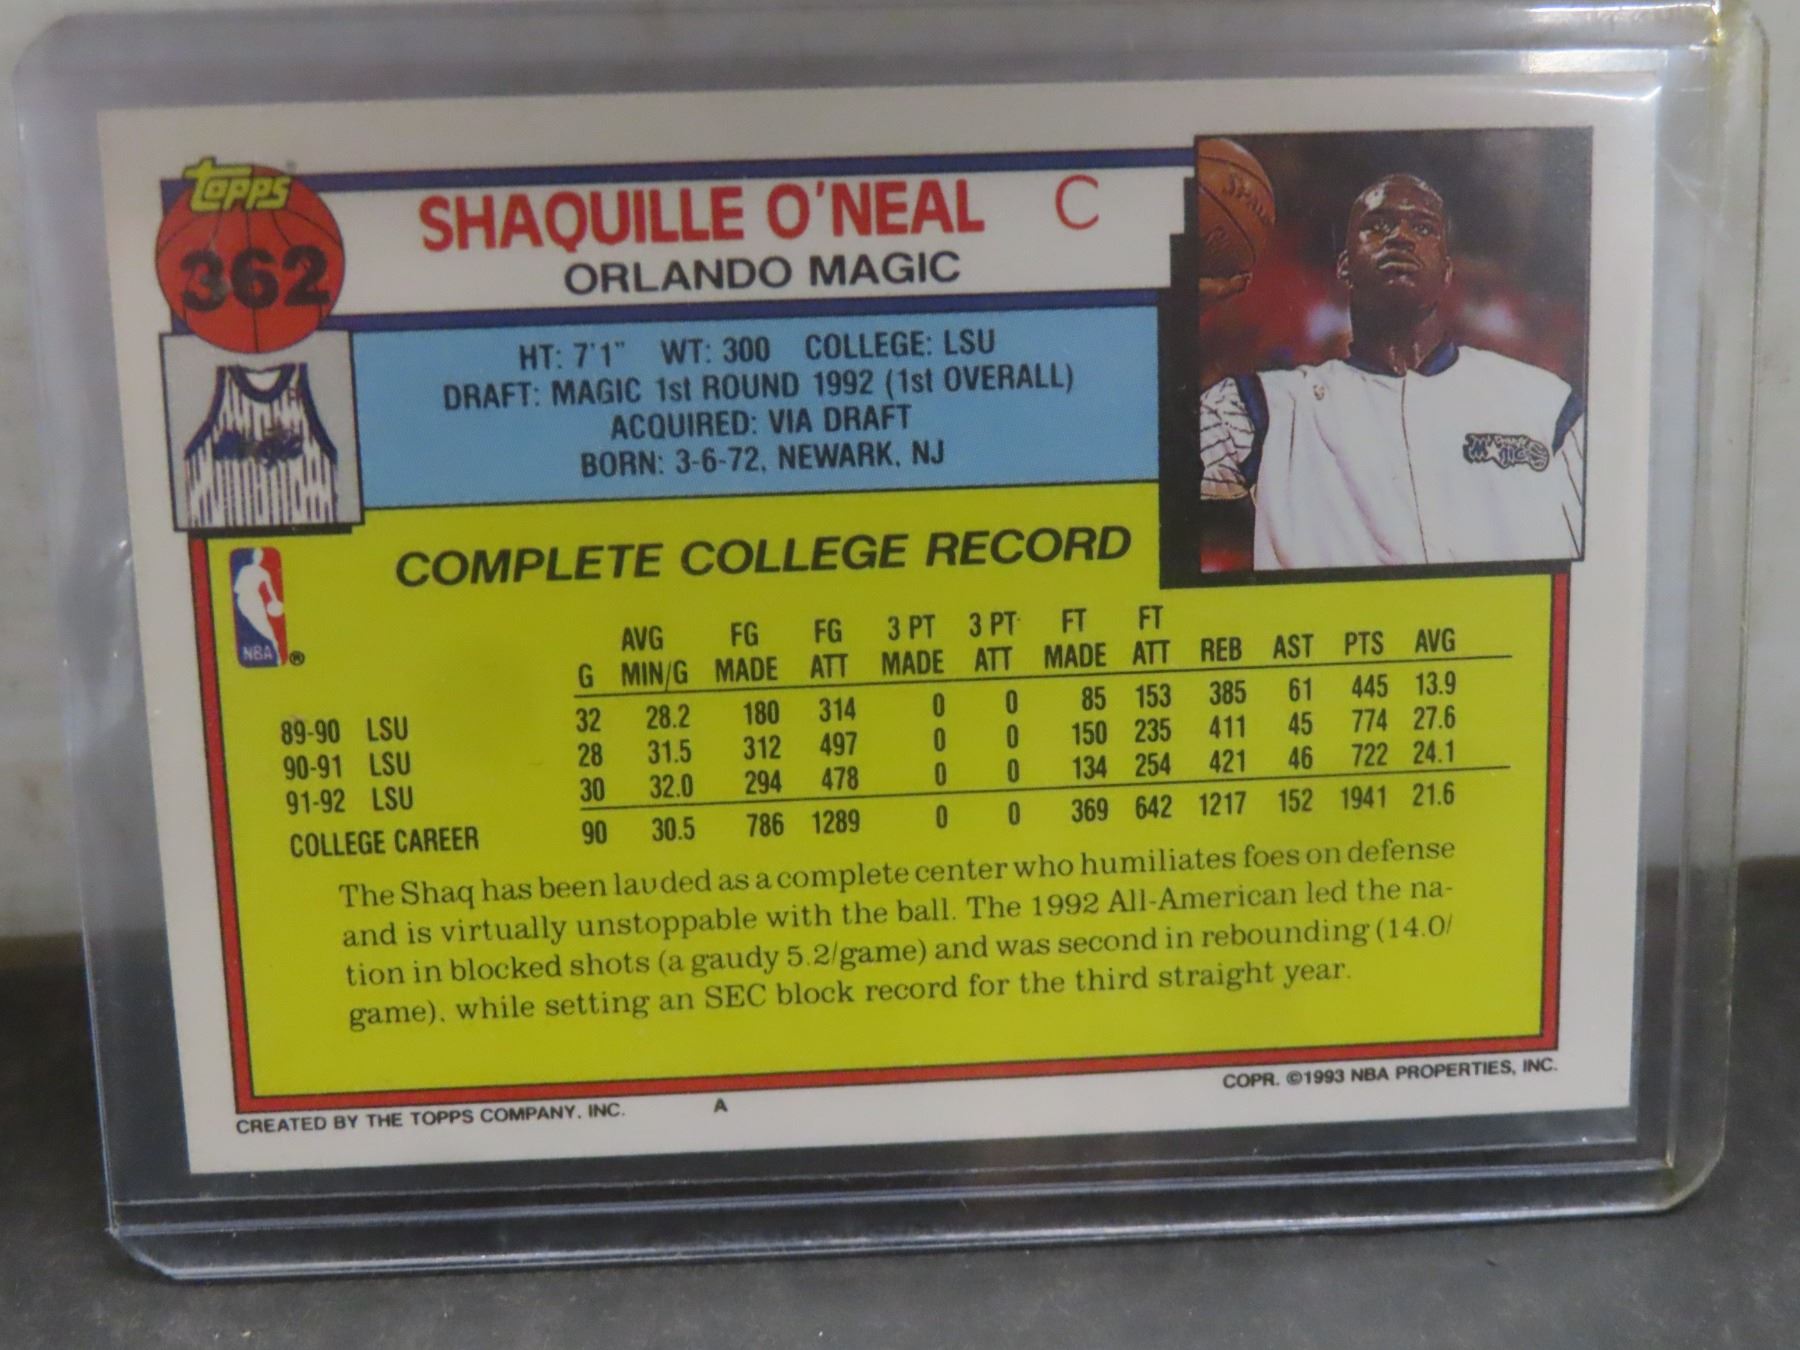 Topps
362
SHAQUILLE O'NEAL C
ORLANDO MAGIC
HT: 7'1" WT: 300 COLLEGE: LSU
DRAFT: MAGIC 1st ROUND 1992 (1st OVERALL)
ACQUIRED: VIA DRAFT
BORN: 3-6-72, NEWARK, NJ
Magic
SPAL
MAGIC
NBA ®
COMPLETE COLLEGE RECORD
AVG FG FG 3 PT 3 PT FT FT
G MIN/G MADE ATT MADE ATT MADE ATT REB AST PTS AVG
89-90 LSU 32 28.2 180 314 0 0 85 153 385 61 445 13.9
90-91 LSU 28 31.5 312 497 0 0 150 235 411 45 774 27.6
91-92 LSU 30 32.0 294 478 0 0 134 254 421 46 722 24.1
COLLEGE CAREER 90 30.5 786 1289 0 0 369 642 1217 152 1941 21.6
The Shaq has been lauded as a complete center who humiliates foes on defense
and is virtually unstoppable with the ball. The 1992 All-American led the na-
tion in blocked shots (a gaudy 5.2/game) and was second in rebounding (14.0/
game), while setting an SEC block record for the third straight year.
CREATED BY THE TOPPS COMPANY, INC. A COPR. ©1993 NBA PROPERTIES, INC.